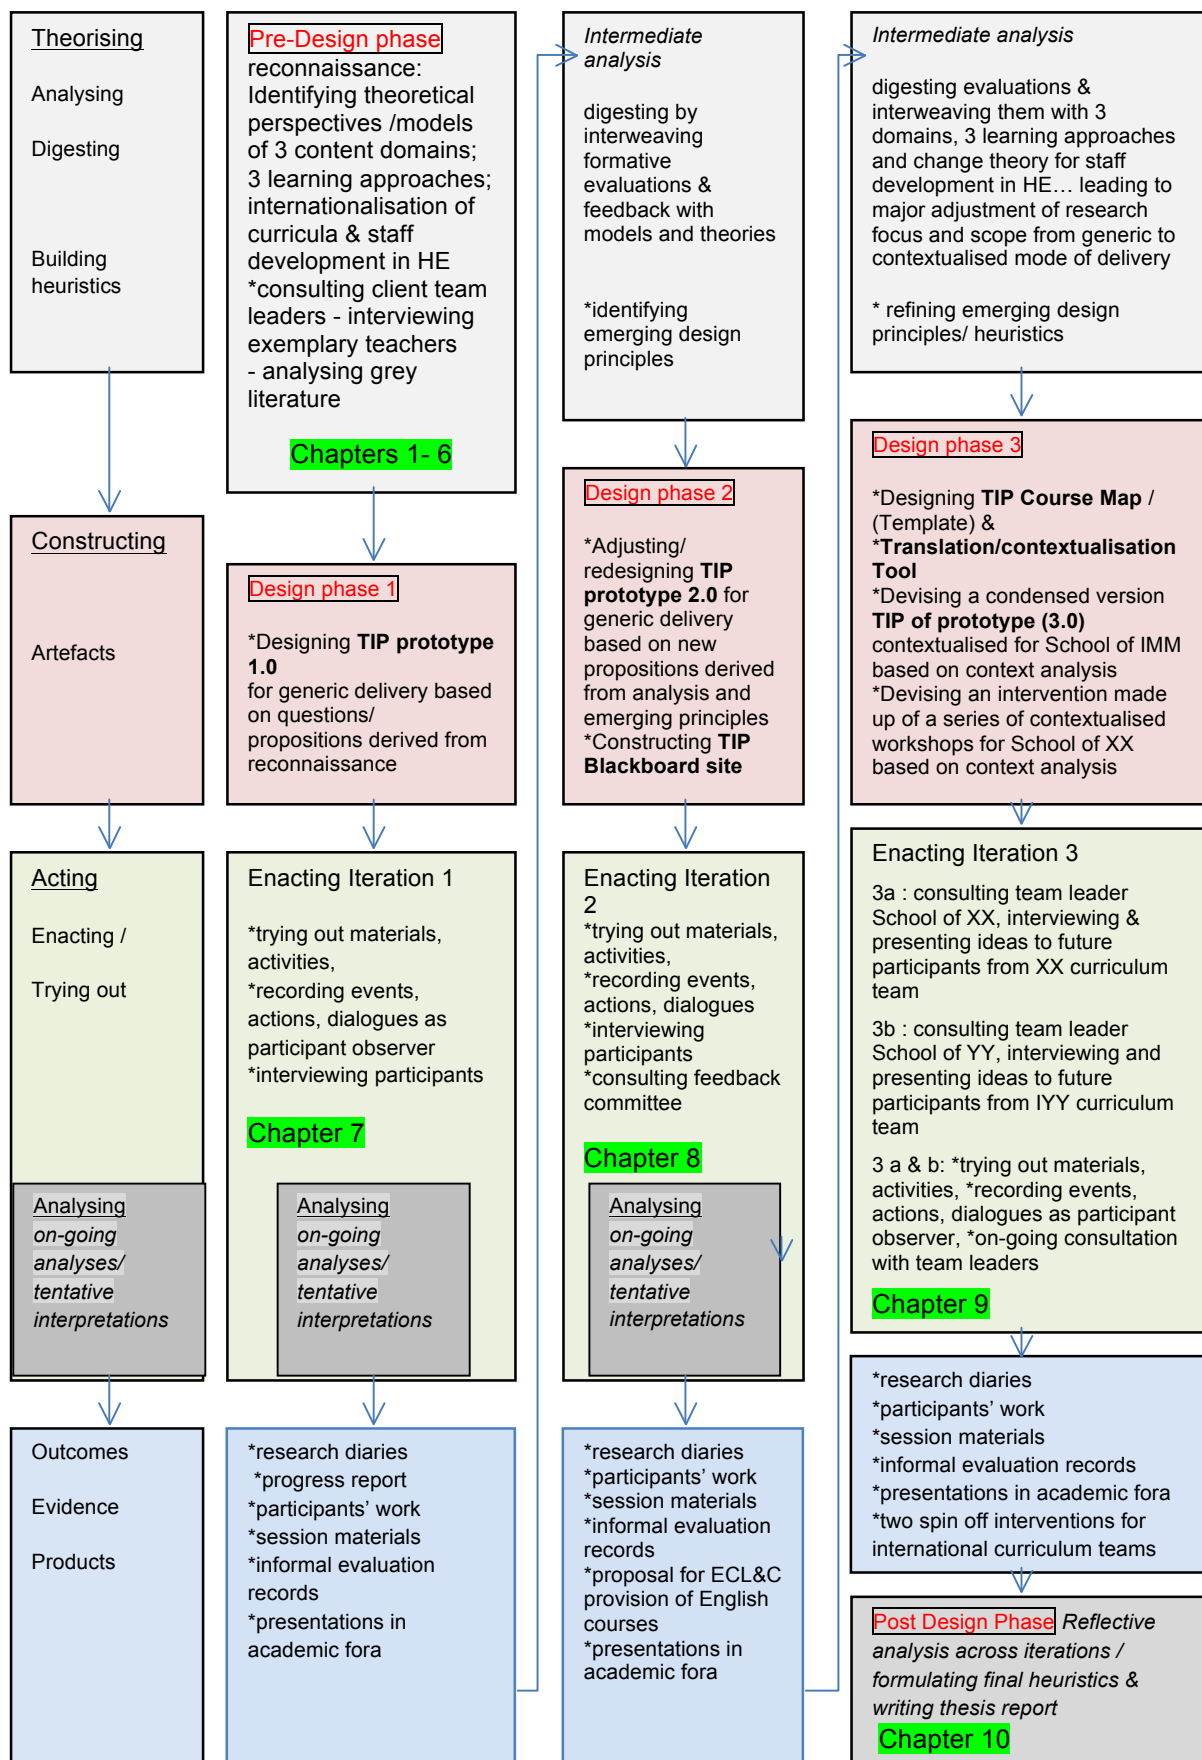 Theorising
Analysing
Digesting
Building
heuristics
Pre-Design phase
reconnaissance:
Identifying theoretical
perspectives /models
of 3 content domains;
3 learning approaches;
internationalisation of
curricula & staff
development in HE
*consulting client team
leaders - interviewing
exemplary teachers
- analysing grey
literature
Chapters 1- 6
Intermediate
analysis
digesting by
interweaving
formative
evaluations &
feedback with
models and theories
*identifying
emerging design
principles
Intermediate analysis
digesting evaluations &
interweaving them with 3
domains, 3 learning approaches
and change theory for staff
development in HE… leading to
major adjustment of research
focus and scope from generic to
contextualised mode of delivery
* refining emerging design
principles/ heuristics
Constructing
Artefacts
Design phase 1
*Designing TIP prototype
1.0
for generic delivery based
on questions/
propositions derived from
reconnaissance
Design phase 2
*Adjusting/
redesigning TIP
prototype 2.0 for
generic delivery
based on new
propositions derived
from analysis and
emerging principles
*Constructing TIP
Blackboard site
Design phase 3
*Designing TIP Course Map /
(Template) &
*Translation/contextualisation
Tool
*Devising a condensed version
TIP of prototype (3.0)
contextualised for School of IMM
based on context analysis
*Devising an intervention made
up of a series of contextualised
workshops for School of XX
based on context analysis
Acting
Enacting /
Trying out
Analysing
on-going
analyses/
tentative
interpretations
Enacting Iteration 1
*trying out materials,
activities,
*recording events,
actions, dialogues as
participant observer
*interviewing participants
Chapter 7
Analysing
on-going
analyses/
tentative
interpretations
Enacting Iteration
2
*trying out materials,
activities,
*recording events,
actions, dialogues
*interviewing
participants
*consulting feedback
committee
Chapter 8
Analysing
on-going
analyses/
tentative
interpretations
Enacting Iteration 3
3a : consulting team leader
School of XX, interviewing &
presenting ideas to future
participants from XX curriculum
team
3b : consulting team leader
School of YY, interviewing and
presenting ideas to future
participants from IYY curriculum
team
3 a & b: *trying out materials,
activities, *recording events,
actions, dialogues as participant
observer, *on-going consultation
with team leaders
Chapter 9
Outcomes
Evidence
Products
*research diaries
*progress report
*participants’ work
*session materials
*informal evaluation
records
*presentations in
academic fora
*research diaries
*participants’ work
*session materials
*informal evaluation
records
*proposal for ECL&C
provision of English
courses
*presentations in
academic fora
*research diaries
*participants’ work
*session materials
*informal evaluation records
*presentations in academic fora
*two spin off interventions for
international curriculum teams
Post Design Phase Reflective
analysis across iterations /
formulating final heuristics &
writing thesis report
Chapter 10